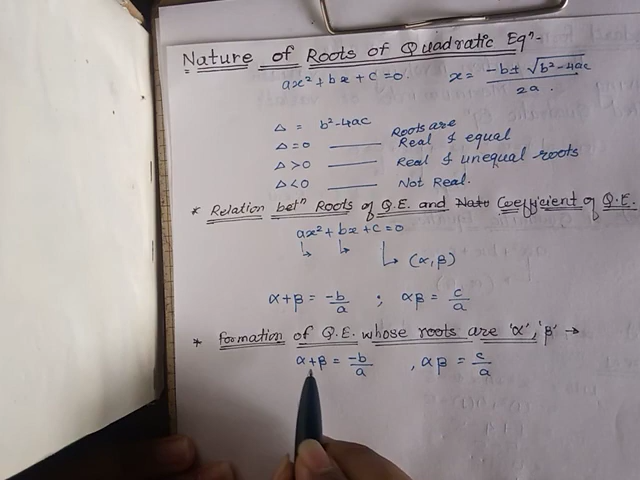 Nature of Roots of Quadratic Eqⁿ-
ax² + bx + c = 0. x = (-b ± √(b² - 4ac)) / 2a
Δ = b² - 4ac
Δ = 0 —— Roots are Real & equal
Δ > 0 —— Real & unequal roots
Δ < 0 —— Not Real.
* Relation betⁿ Roots of Q.E. and Natu Coefficient of Q.E.
ax² + bx + c = 0
↳ ↳ ↳ (α, β)
α + β = -b/a ; αβ = c/a
* Formation of Q.E. whose roots are 'α', 'β' →
α + β = -b/a , αβ = c/a